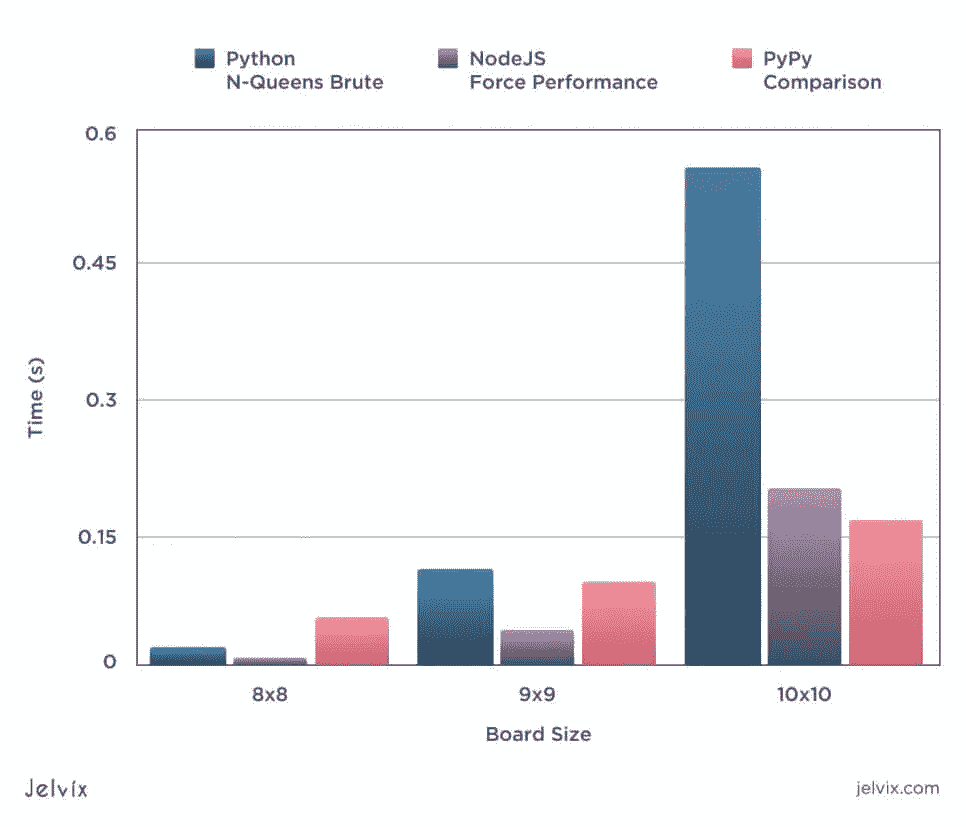 Python
N-Queens Brute
NodeJS
Force Performance
PyPy
Comparison
0.6
0.45
0.3
0.15
0
Time (s)
8x8
9x9
10x10
Board Size
Jelvix
jelvix.com